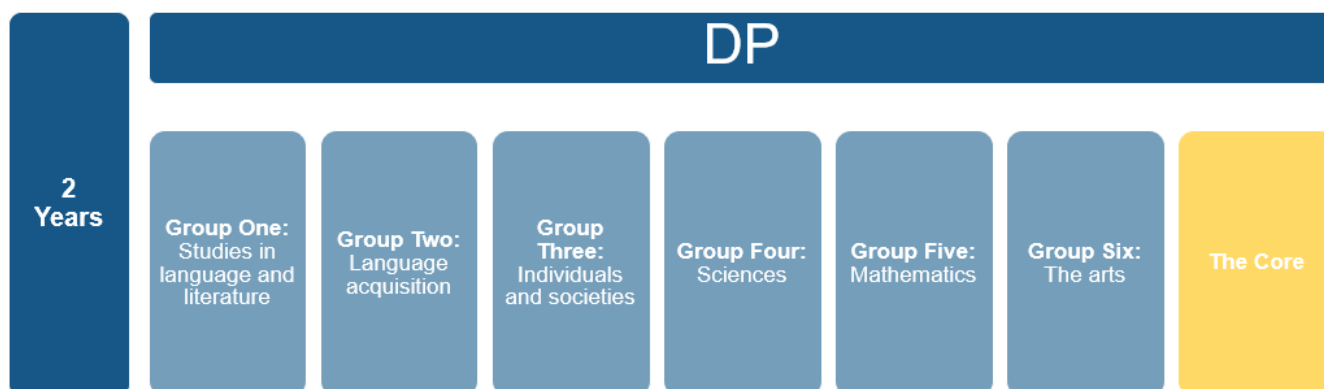 DP
2
Years
Group One:
Studies in
language and
literature
Group Two:
Language
acquisition
Group
Three:
Individuals
and societies
Group Four:
Sciences
Group Five:
Mathematics
Group Six:
The arts
The Core